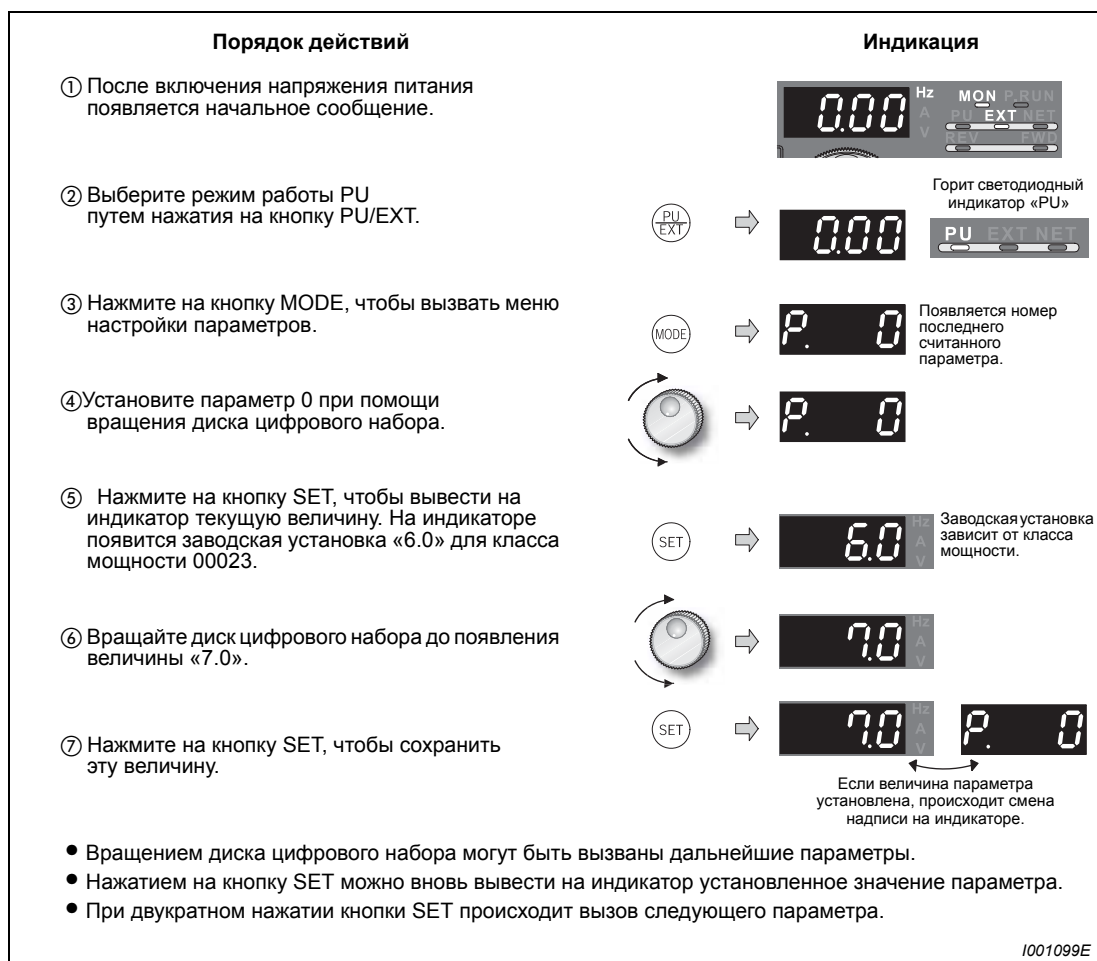 Порядок действий
Индикация
① После включения напряжения питания
появляется начальное сообщение.
0.00
Hz
A
V
MON P.RUN
PU EXT NET
REV FWD
② Выберите режим работы PU
путем нажатия на кнопку PU/EXT.
PU
EXT
0.00
Горит светодиодный
индикатор «PU»
PU EXT NET
③ Нажмите на кнопку MODE, чтобы вызвать меню
настройки параметров.
MODE
P. 0
Появляется номер
последнего
считанного
параметра.
④Установите параметр 0 при помощи
вращения диска цифрового набора.
P. 0
⑤ Нажмите на кнопку SET, чтобы вывести на
индикатор текущую величину. На индикаторе
появится заводская установка «6.0» для класса
мощности 00023.
SET
6.0
Hz
A
V
Заводская установка
зависит от класса
мощности.
⑥ Вращайте диск цифрового набора до появления
величины «7.0».
7.0
Hz
A
V
⑦ Нажмите на кнопку SET, чтобы сохранить
эту величину.
SET
7.0
Hz
A
V
P. 0
Если величина параметра
установлена, происходит смена
надписи на индикаторе.
● Вращением диска цифрового набора могут быть вызваны дальнейшие параметры.
● Нажатием на кнопку SET можно вновь вывести на индикатор установленное значение параметра.
● При двукратном нажатии кнопки SET происходит вызов следующего параметра.
I001099E